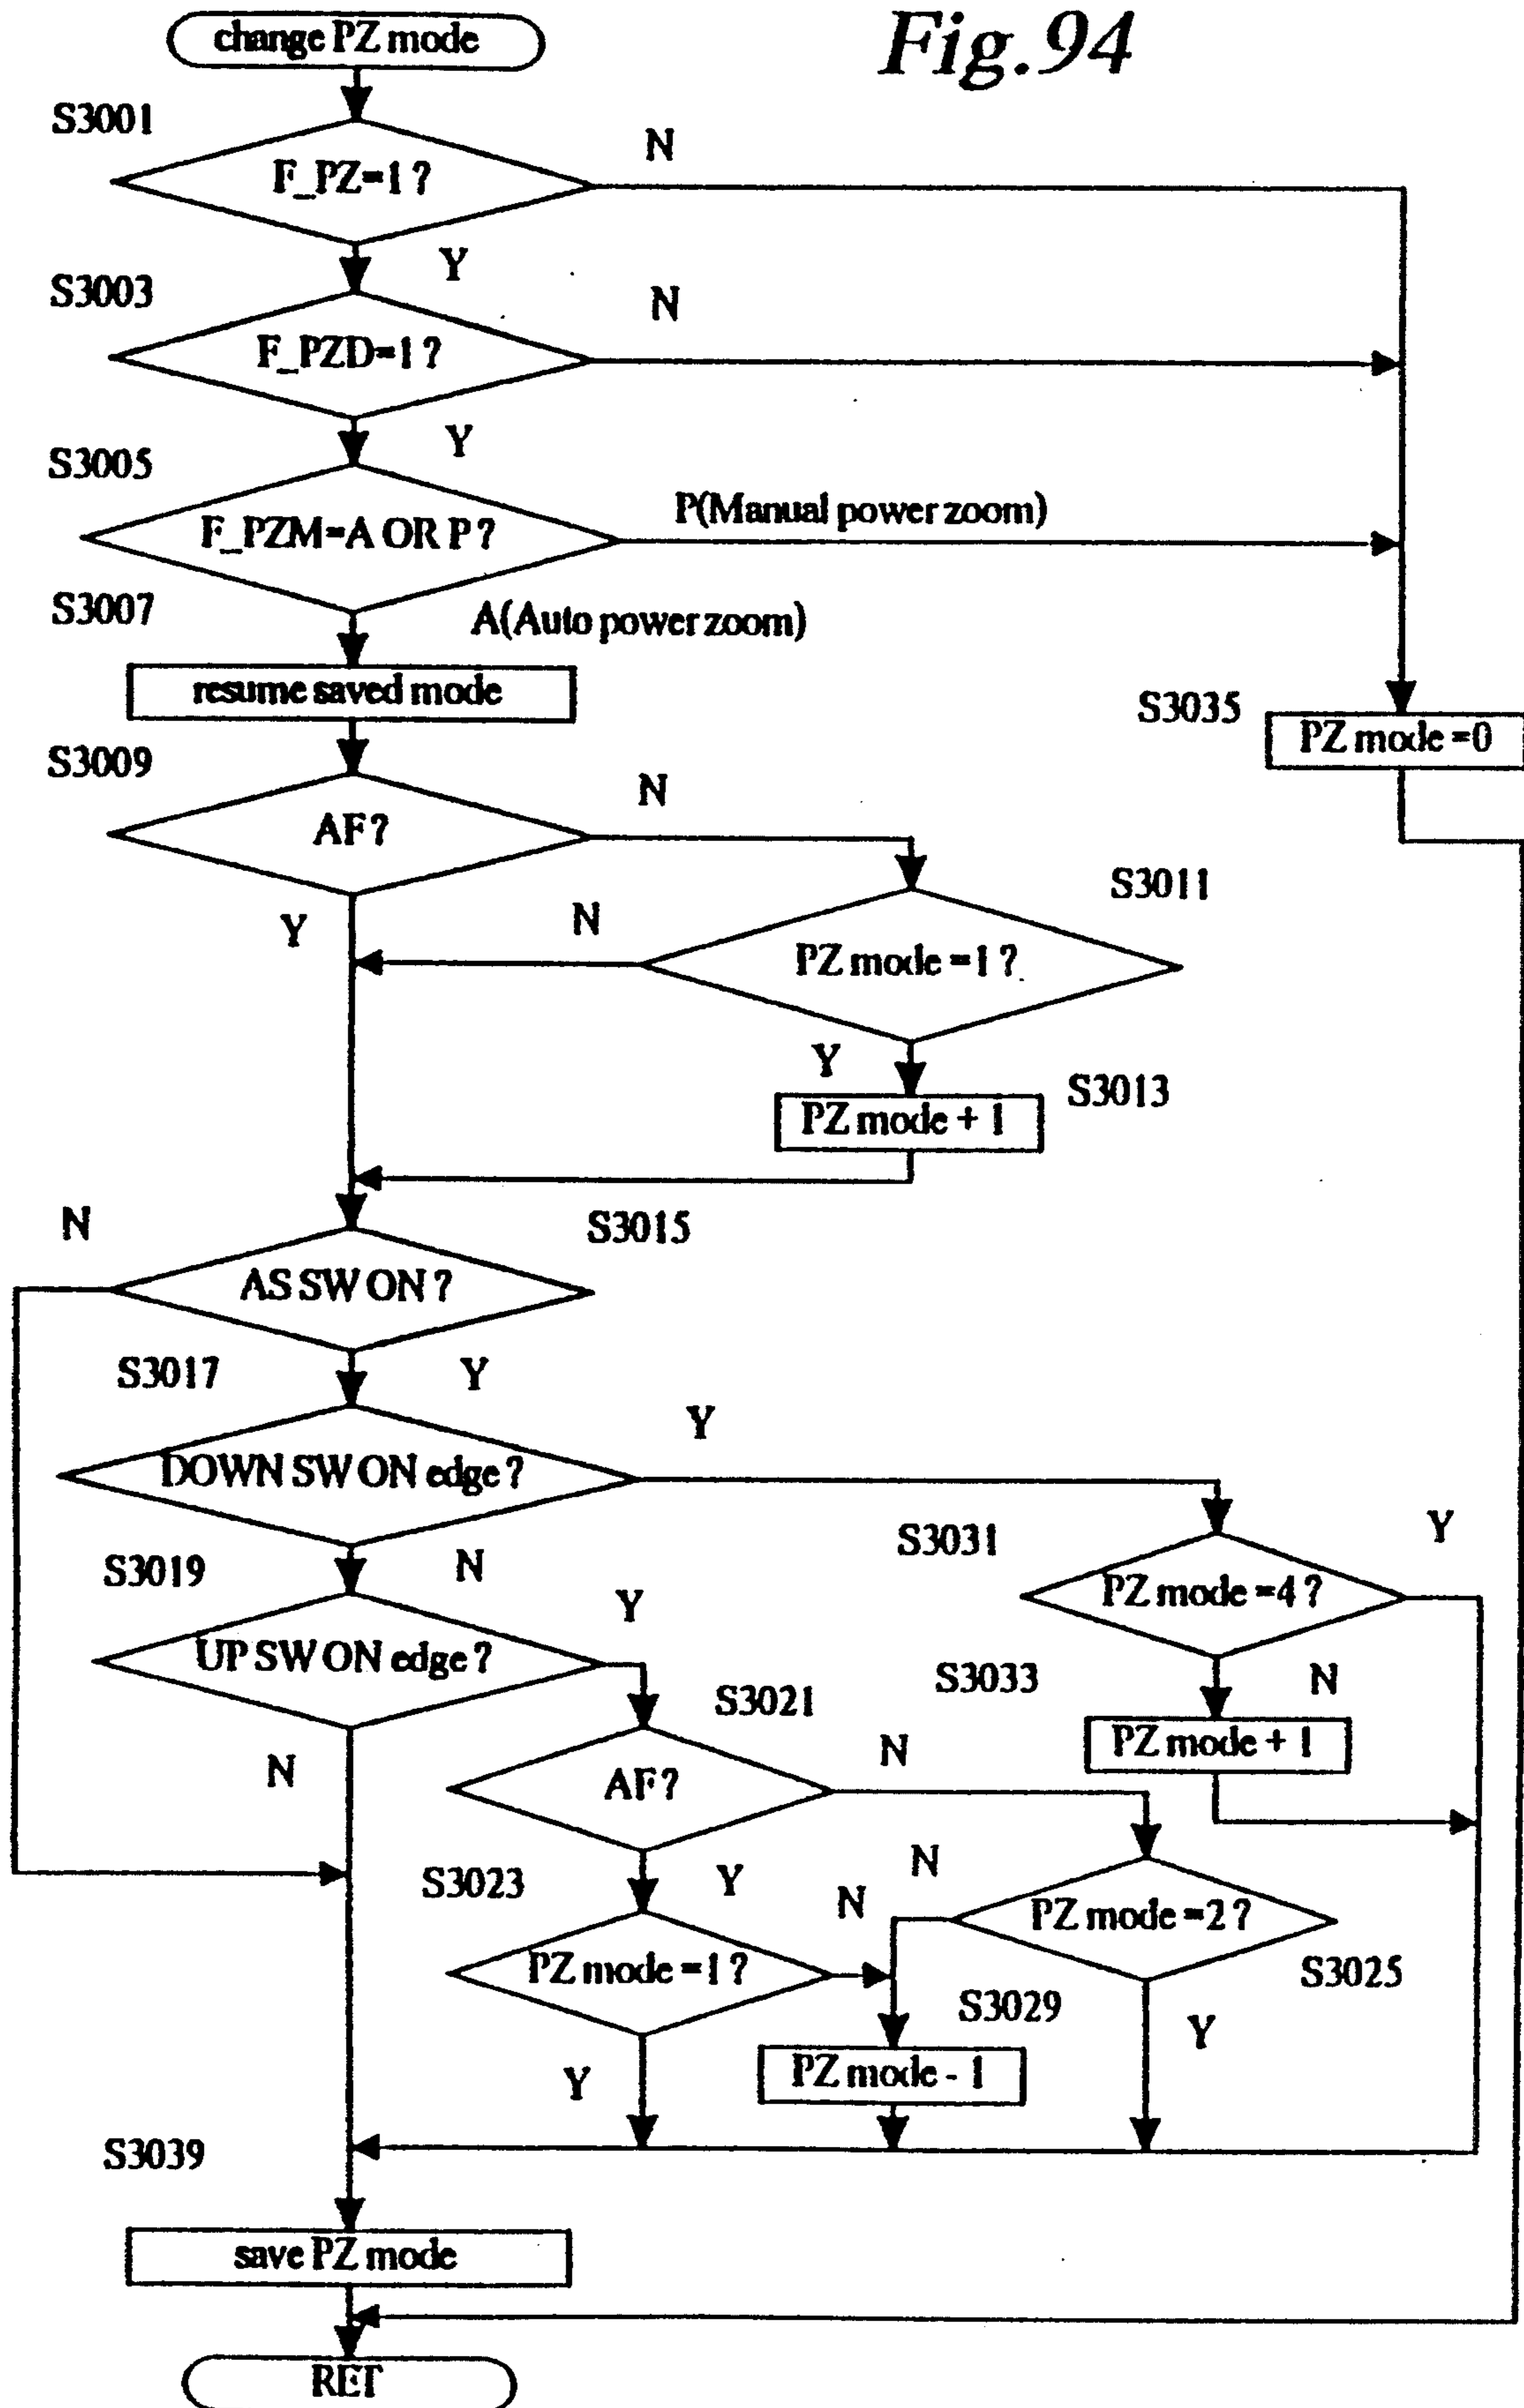 Fig.94
change PZ mode
S3001
F_PZ=1?
N
Y
S3003
F_PZD=1?
N
Y
S3005
F_PZM=A OR P?
P(Manual power zoom)
S3007
A(Auto power zoom)
resume saved mode
S3035
PZ mode =0
S3009
AF?
N
Y
S3011
PZ mode =1?
N
Y
S3013
PZ mode + 1
S3015
N
AS SW ON?
S3017
Y
DOWN SW ON edge?
Y
S3019
N
S3031
Y
PZ mode =4?
UP SW ON edge?
Y
S3033
N
PZ mode + 1
N
S3021
AF?
N
S3023
Y
N
N
PZ mode =2?
S3025
PZ mode =1?
S3029
Y
Y
PZ mode - 1
S3039
save PZ mode
RET